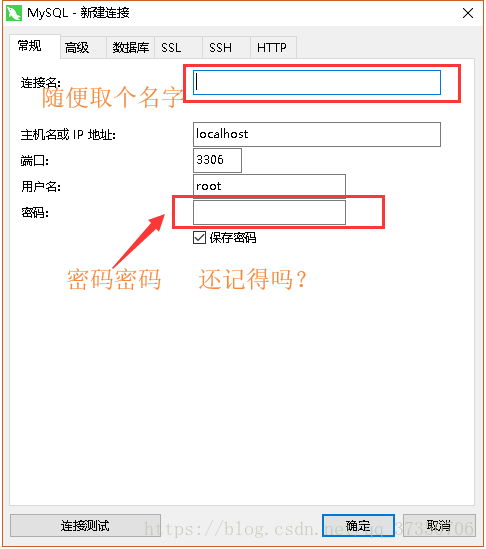 MySQL - 新建连接
常规 高级 数据库 SSL SSH HTTP
连接名:
随便取个名字
主机名或 IP 地址: localhost
端口: 3306
用户名: root
密码:
保存密码
密码密码 还记得吗?
连接测试 确定 取消